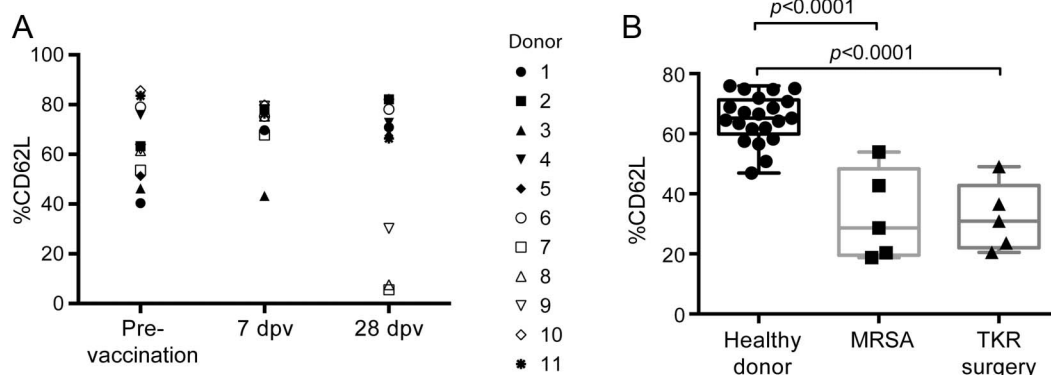 A
%CD62L
100
80
60
40
20
0
Pre-
vaccination
7 dpv
28 dpv
Donor
1
2
3
4
5
6
7
8
9
10
11
B
p<0.0001
p<0.0001
%CD62L
80
60
40
20
0
Healthy
donor
MRSA
TKR
surgery